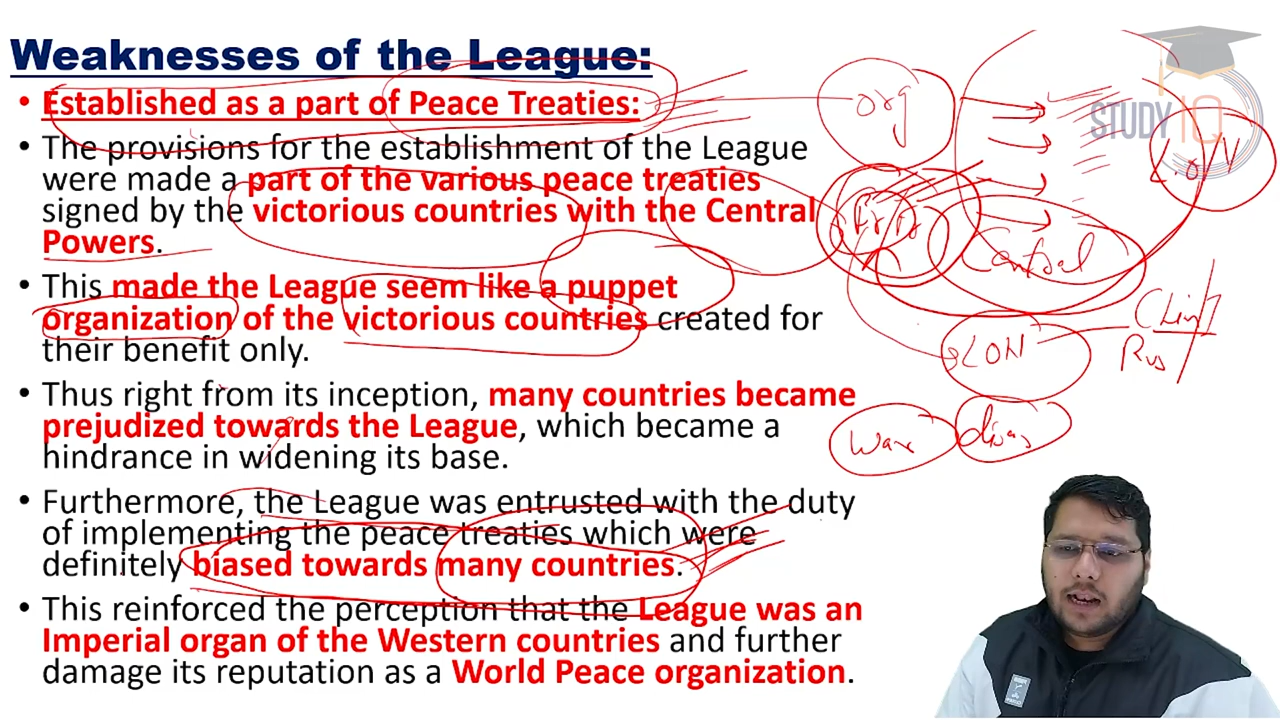 Weaknesses of the League:
• Established as a part of Peace Treaties:
• The provisions for the establishment of the League
were made a part of the various peace treaties
signed by the victorious countries with the Central
Powers.
• This made the League seem like a puppet
organization of the victorious countries created for
their benefit only.
• Thus right from its inception, many countries became
prejudized towards the League, which became a
hindrance in widening its base.
• Furthermore, the League was entrusted with the duty
of implementing the peace treaties which were
definitely biased towards many countries.
• This reinforced the perception that the League was an
Imperial organ of the Western countries and further
damage its reputation as a World Peace organization.
org
STUDY IQ
Central
LON
Rus
War